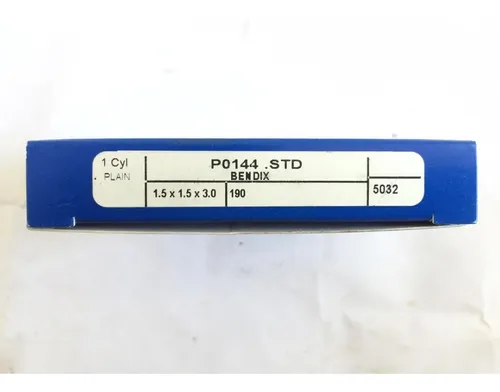 1 Cyl P0144 .STD
. PLAIN BENDIX
1.5 x 1.5 x 3.0 190 5032